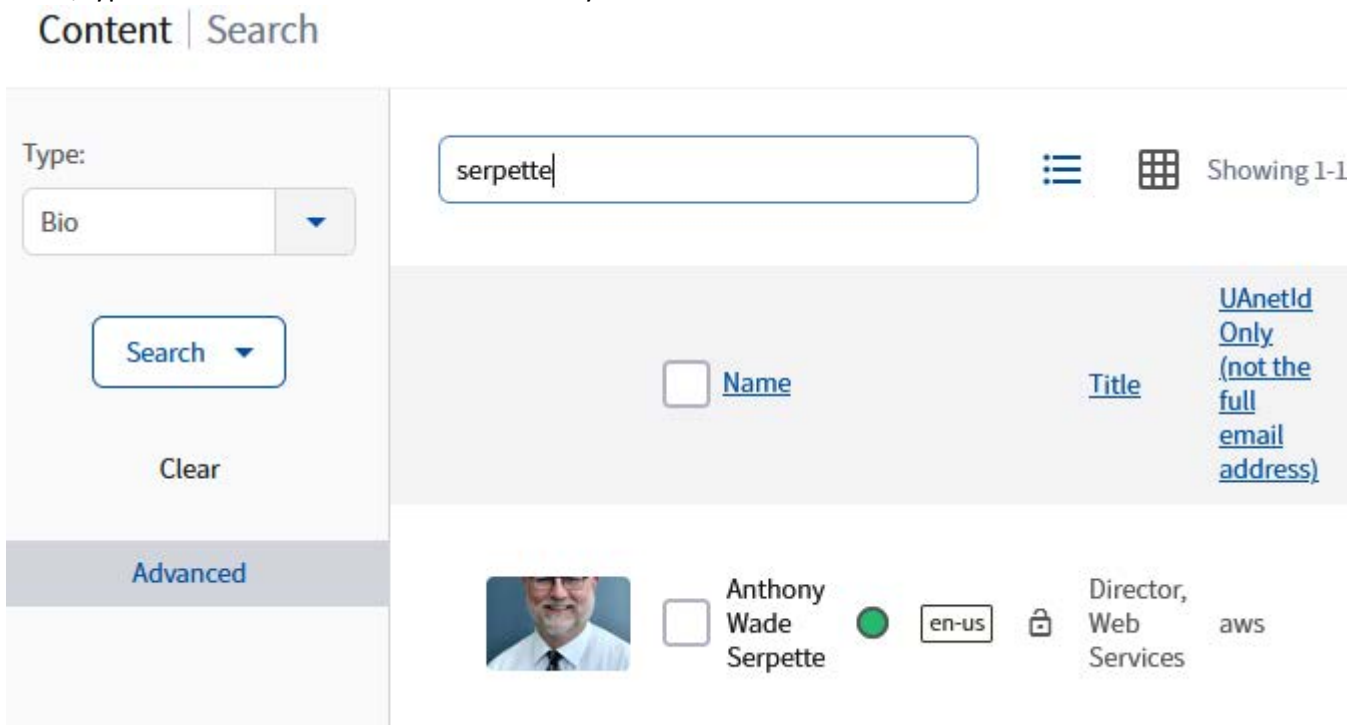 Content | Search
Type:
Bio
Search
Clear
Advanced
serpette
Showing 1-1
Name
Title
UAnetId
Only
(not the
full
email
address)
Anthony
Wade
Serpette
en-us
Director,
Web
Services
aws